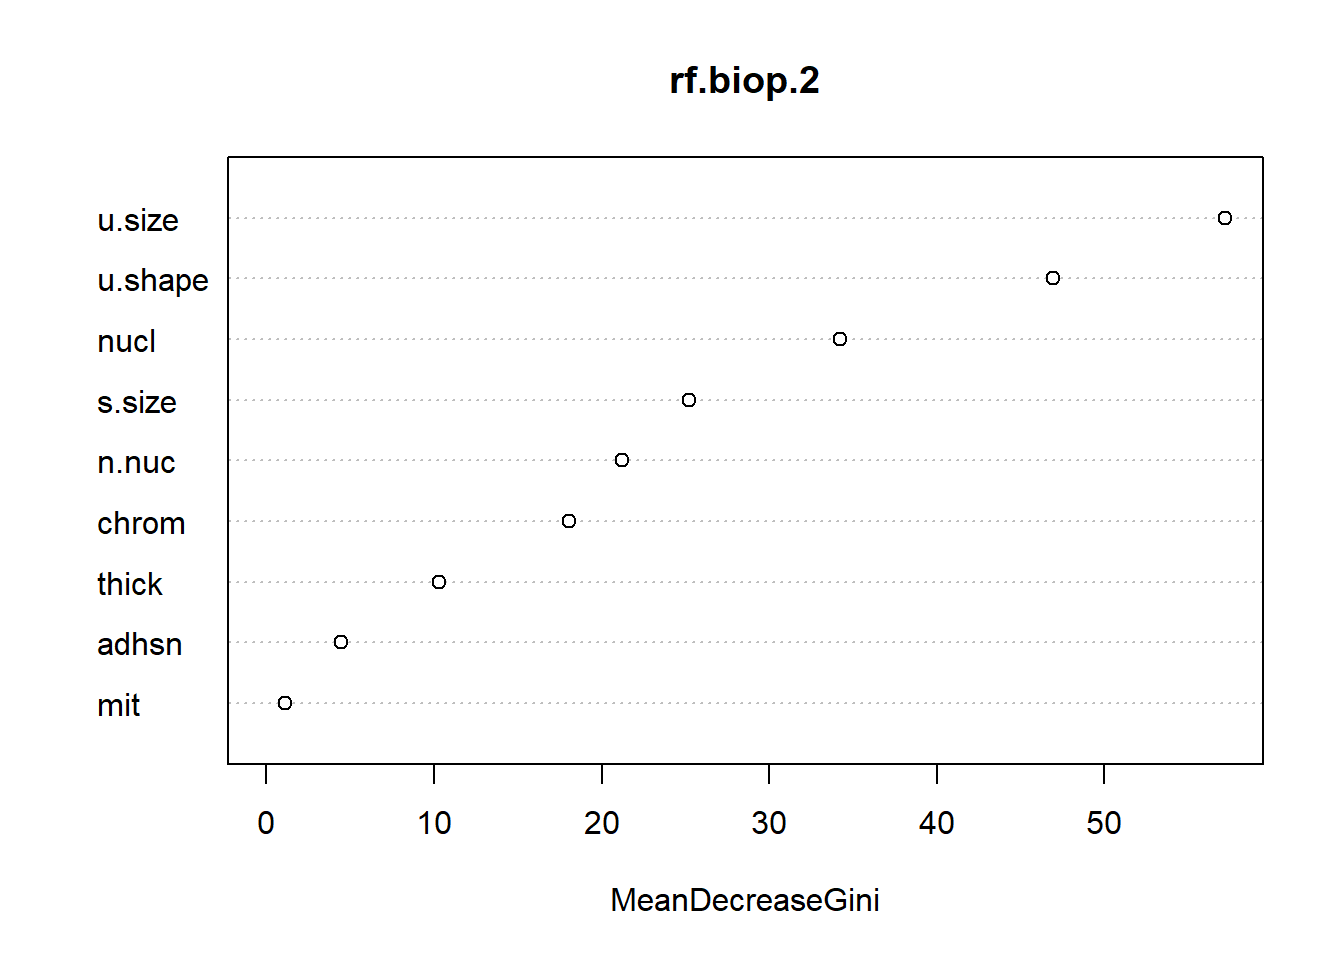 rf.biop.2
u.size
u.shape
nucl
s.size
n.nuc
chrom
thick
adhsn
mit
0 10 20 30 40 50
MeanDecreaseGini